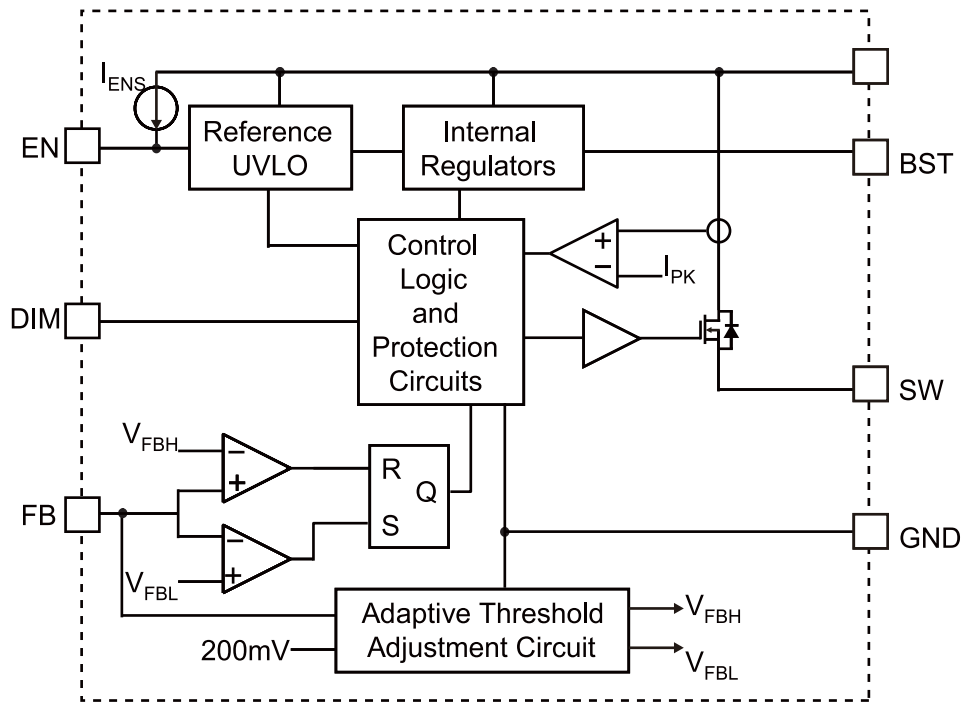 I_ENS
EN
Reference
UVLO
Internal
Regulators
BST
Control
Logic
and
Protection
Circuits
+
−
I_PK
DIM
SW
V_FBH
−
+
R
Q
S
FB
−
+
V_FBL
GND
Adaptive Threshold
Adjustment Circuit
200mV
V_FBH
V_FBL